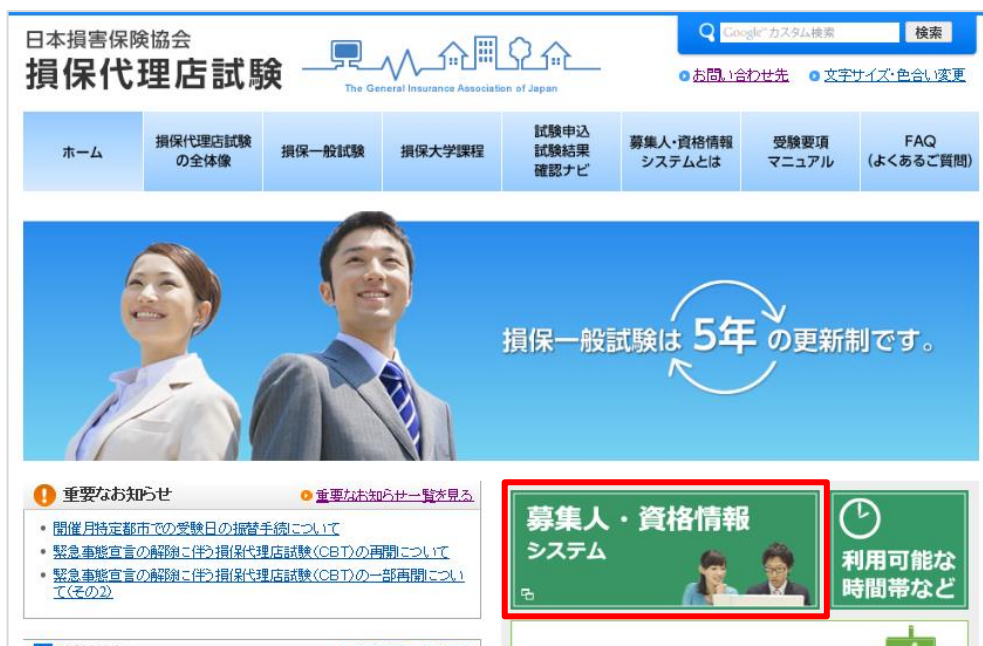 日本損害保険協会
損保代理店試験
The General Insurance Association of Japan
Google™カスタム検索
検索
お問い合わせ先
文字サイズ・色合い変更
ホーム
損保代理店試験
の全体像
損保一般試験
損保大学課程
試験申込
試験結果
確認ナビ
募集人・資格情報
システムとは
受験要項
マニュアル
FAQ
(よくあるご質問)
損保一般試験は 5年 の更新制です。
重要なお知らせ
重要なお知らせ一覧を見る
開催月特定都市での受験日の振替手続について
緊急事態宣言の解除に伴う損保代理店試験(CBT)の再開について
緊急事態宣言の解除に伴う損保代理店試験(CBT)の一部再開につい
て(その2)
募集人・資格情報
システム
利用可能な
時間帯など